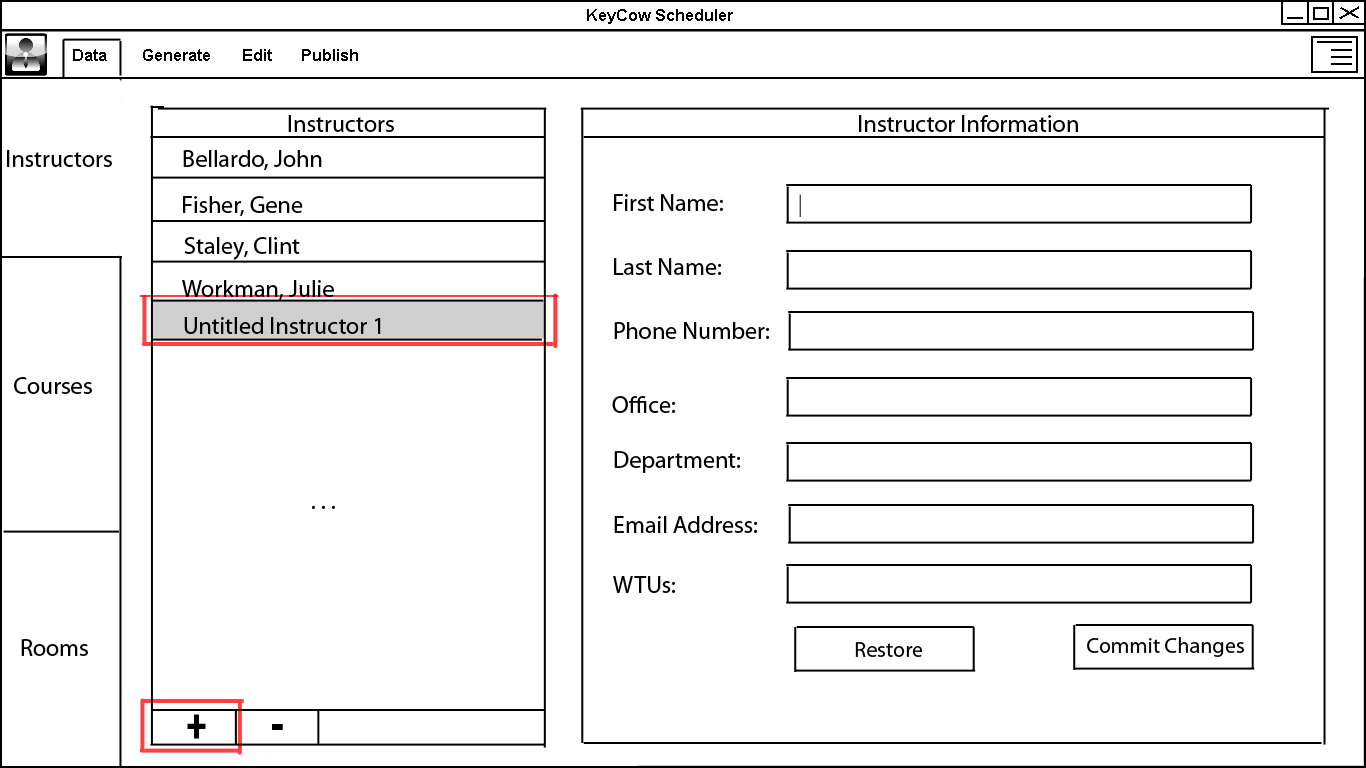 KeyCow Scheduler
Data Generate Edit Publish
Instructors
Courses
Rooms
Instructors
Bellardo, John
Fisher, Gene
Staley, Clint
Workman, Julie
Untitled Instructor 1
...
+ -
Instructor Information
First Name:
Last Name:
Phone Number:
Office:
Department:
Email Address:
WTUs:
Restore Commit Changes